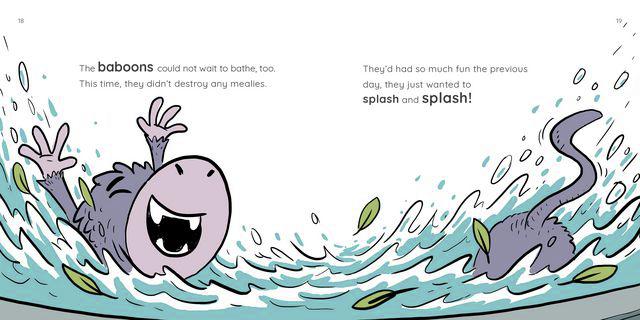 18
19
The baboons could not wait to bathe, too.
This time, they didn't destroy any mealies.
They'd had so much fun the previous
day, they just wanted to
splash and splash!